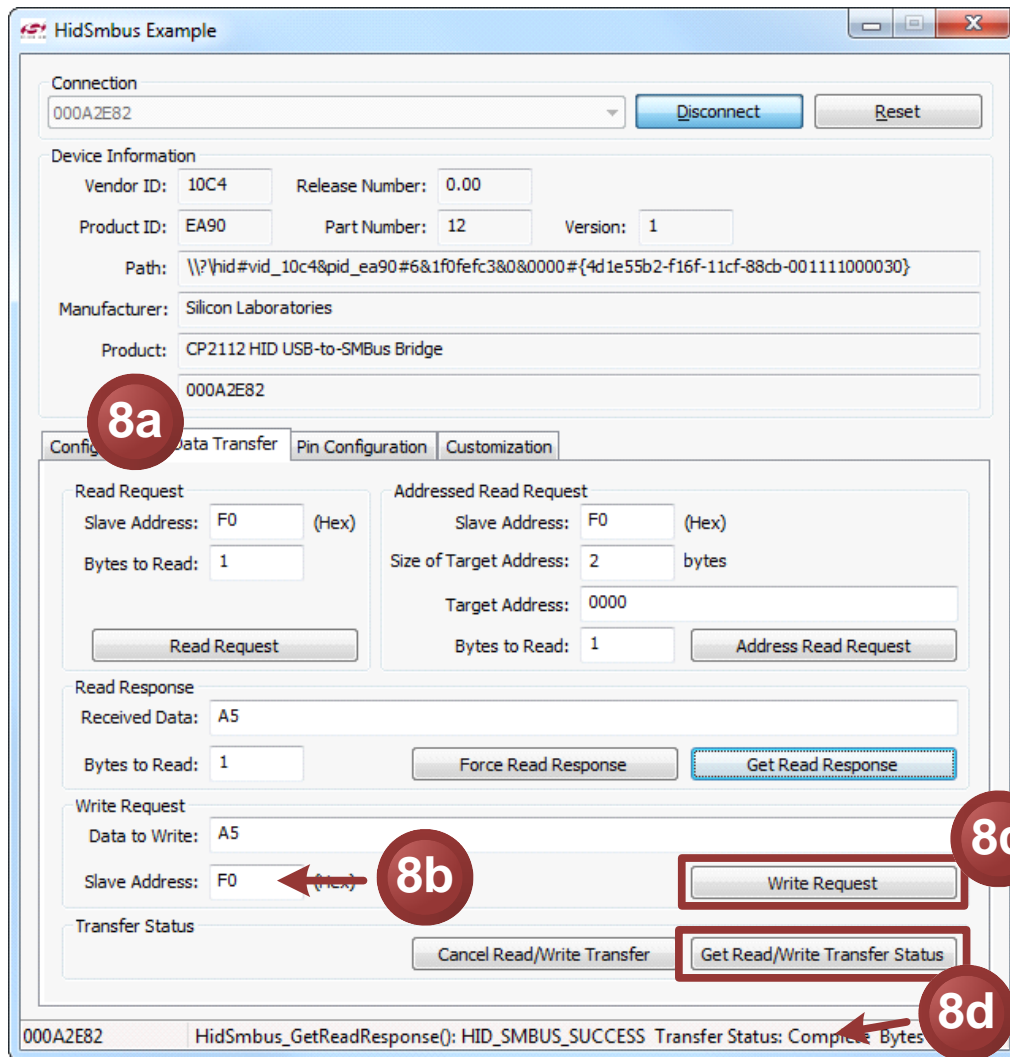 HidSmbus Example
Connection
000A2E82 Disconnect Reset
Device Information
Vendor ID: 10C4 Release Number: 0.00
Product ID: EA90 Part Number: 12 Version: 1
Path: \\?\hid#vid_10c4&pid_ea90#6&1f0fefc3&0&0000#{4d1e55b2-f16f-11cf-88cb-001111000030}
Manufacturer: Silicon Laboratories
Product: CP2112 HID USB-to-SMBus Bridge
000A2E82
8a
Data Transfer Pin Configuration Customization
Read Request Addressed Read Request
Slave Address: F0 (Hex) Slave Address: F0 (Hex)
Bytes to Read: 1 Size of Target Address: 2 bytes
Target Address: 0000
Read Request Bytes to Read: 1 Address Read Request
Read Response
Received Data: A5
Bytes to Read: 1 Force Read Response Get Read Response
Write Request
Data to Write: A5
8c
Slave Address: F0 (Hex) 8b Write Request
Transfer Status
Cancel Read/Write Transfer Get Read/Write Transfer Status
8d
000A2E82 HidSmbus_GetReadResponse(): HID_SMBUS_SUCCESS Transfer Status: Complete Bytes